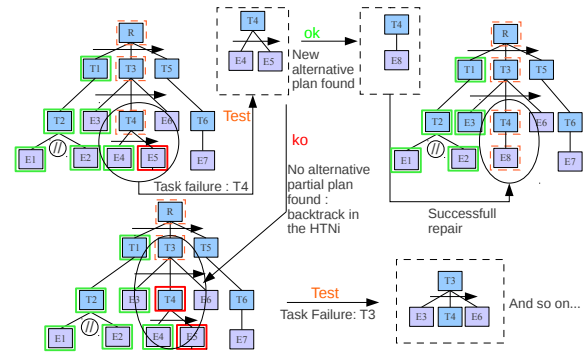 R
T1
T3
T5
T2
E3
T4
E6
T6
//
E1
E2
E4
E5
E7
Task failure : T4
Test
T4
E4
E5
ok
New
alternative
plan found
ko
No alternative
partial plan
found :
backtrack in
the HTNi
T4
E8
Successfull
repair
R
T1
T3
T5
T2
E3
T4
E6
T6
//
E1
E2
E8
E7
R
T1
T3
T5
T2
E3
T4
E6
T6
//
E1
E2
E4
E5
E7
Test
Task Failure: T3
T3
E3
T4
E6
And so on...